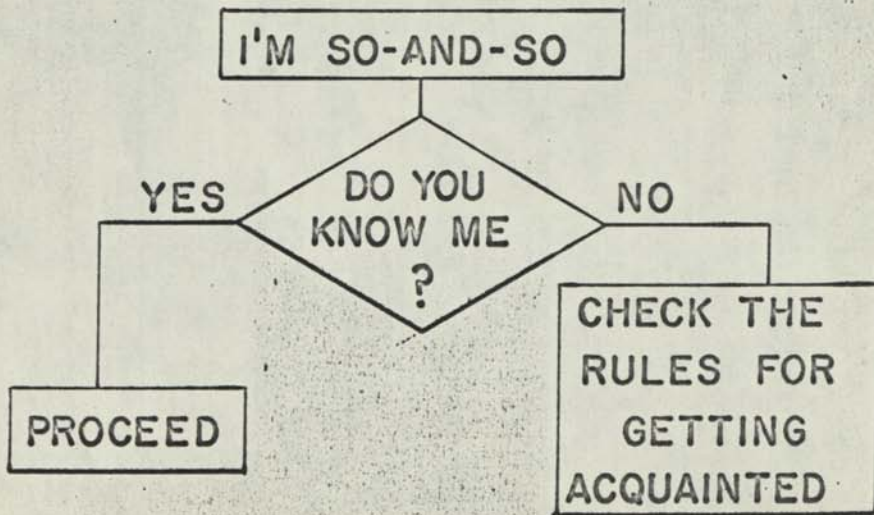 I'M SO-AND-SO
DO YOU
KNOW ME
?
YES
NO
PROCEED
CHECK THE
RULES FOR
GETTING
ACQUAINTED